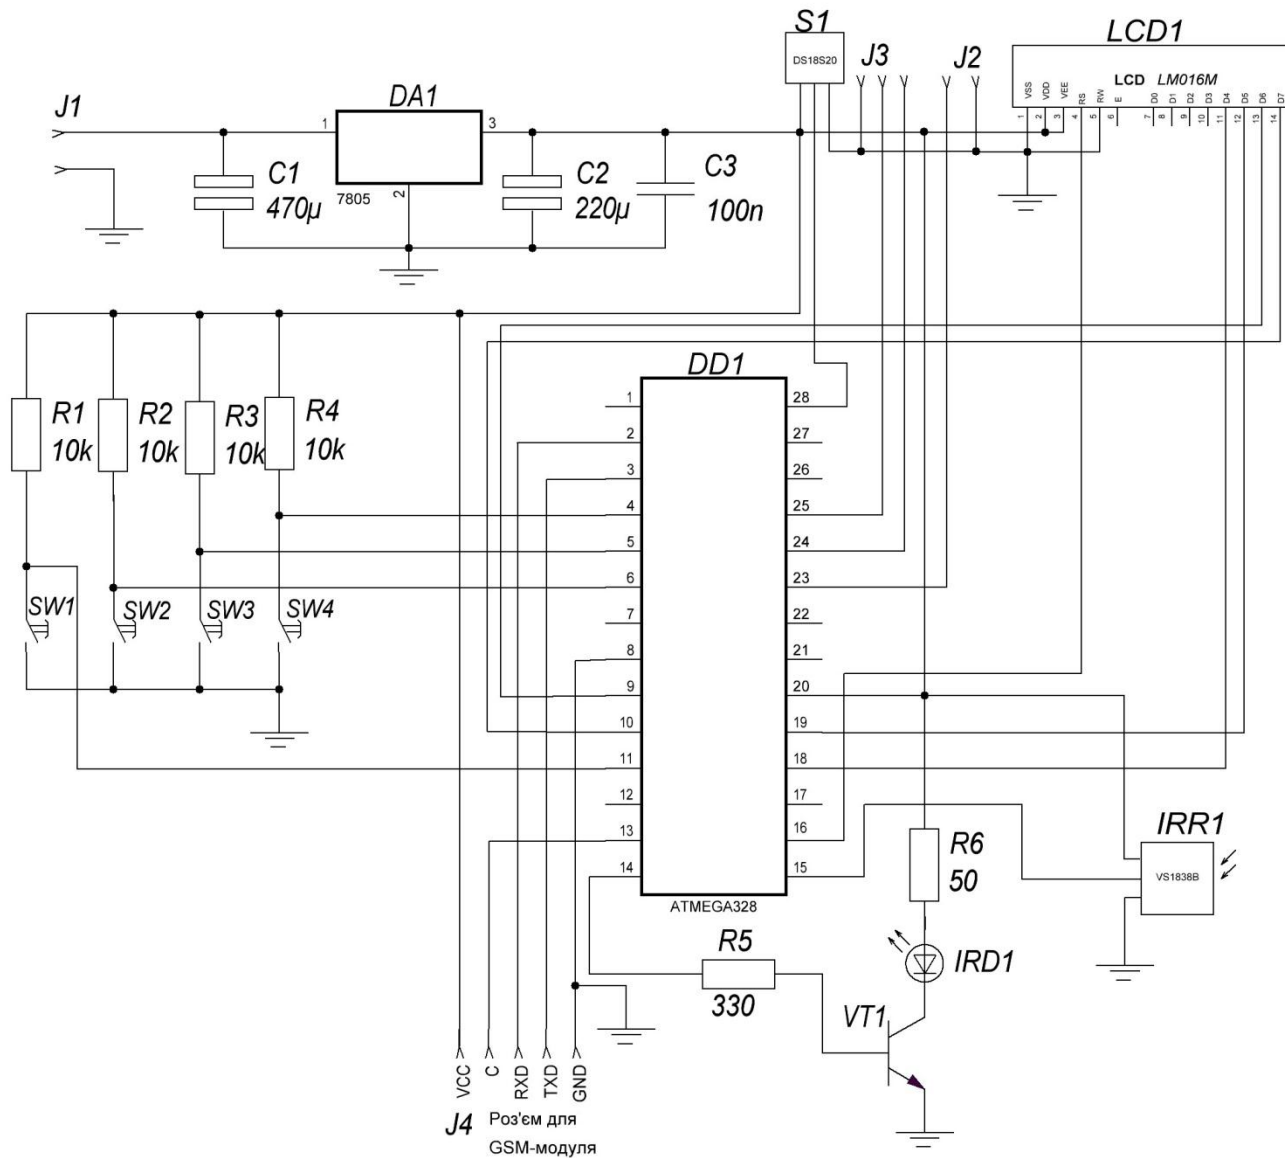 S1
DS18S20
J3
J2
LCD1
LCD LM016M
VSS
VDD
VEE
RS
RW
E
D0
D1
D2
D3
D4
D5
D6
D7
1
2
3
4
5
6
7
8
9
10
11
12
13
14
J1
DA1
1
3
2
7805
C1
470µ
C2
220µ
C3
100n
R1
10k
R2
10k
R3
10k
R4
10k
SW1
SW2
SW3
SW4
DD1
1
2
3
4
5
6
7
8
9
10
11
12
13
14
28
27
26
25
24
23
22
21
20
19
18
17
16
15
ATMEGA328
R5
330
R6
50
IRD1
VT1
IRR1
VS1838B
VCC
C
RXD
TXD
GND
J4
Роз'єм для
GSM-модуля